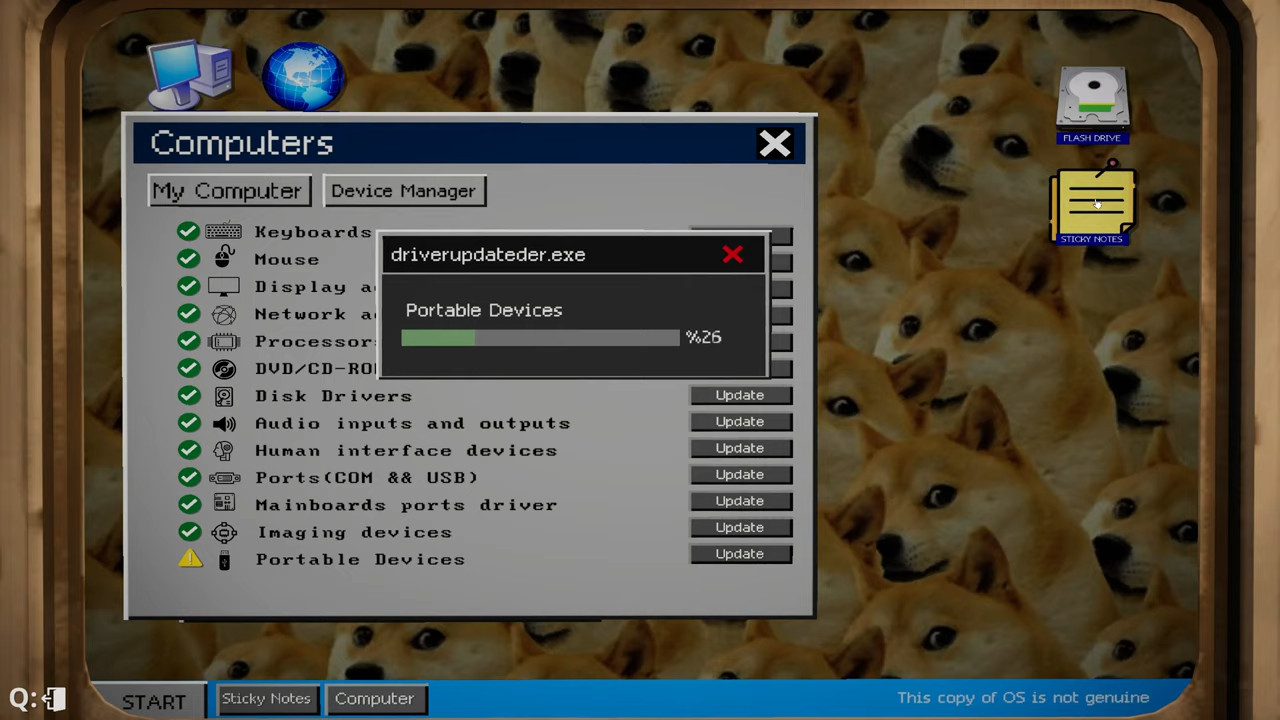 FLASH DRIVE
STICKY NOTES
Computers
My Computer
Device Manager
Keyboards
Mouse
Display a
Network a
Processor
DVD/CD-RO
driverupdateder.exe
Portable Devices
%26
Disk Drivers
Update
Audio inputs and outputs
Update
Human interface devices
Update
Ports(COM && USB)
Update
Mainboards ports driver
Update
Imaging devices
Update
Portable Devices
Update
Q:
START
Sticky Notes
Computer
This copy of OS is not genuine